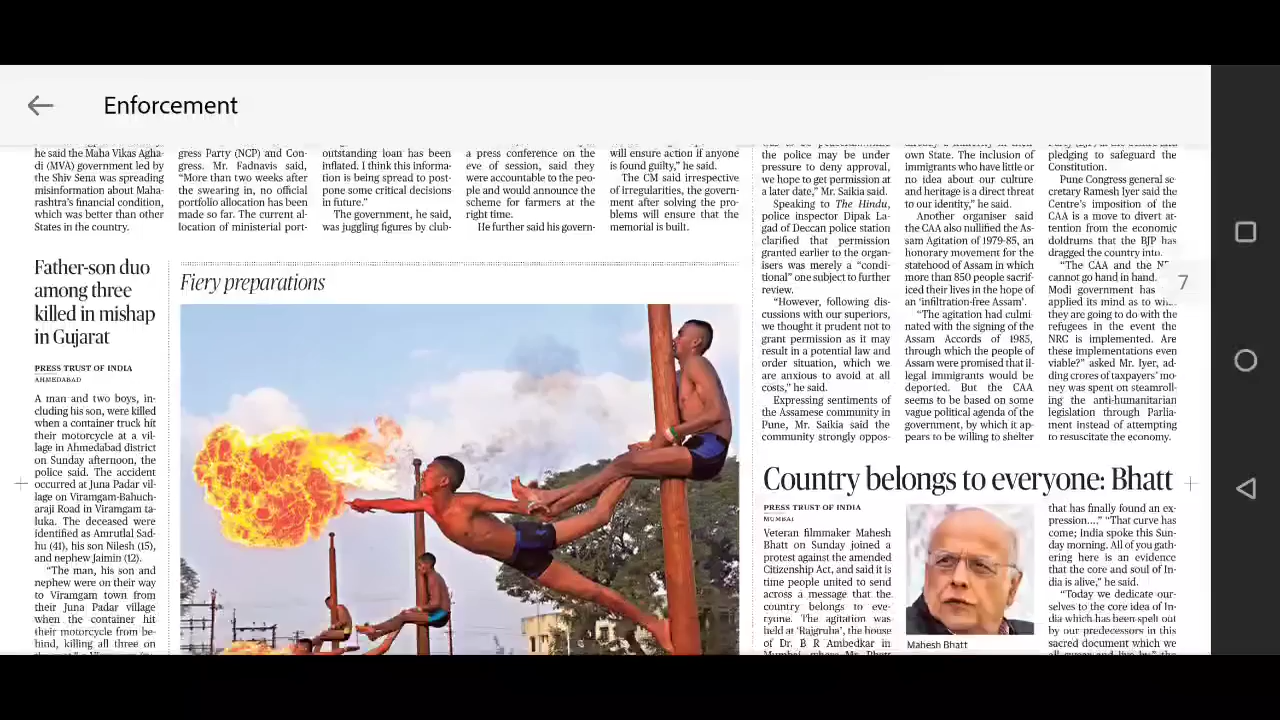 Enforcement
he said the Maha Vikas Agha-
di (MVA) government led by
the Shiv Sena was spreading
misinformation about Maha-
rashtra's financial condition,
which was better than other
States in the country.
gress Party (NCP) and Con-
gress. Mr. Fadnavis said,
"More than two weeks after
the swearing in, no official
portfolio allocation has been
made so far. The current al-
location of ministerial port-
outstanding loan has been
inflated. I think this informa-
tion is being spread to post-
pone some critical decisions
in future."
The government, he said,
was juggling figures by club-
a press conference on the
eve of session, said they
were accountable to the peo-
ple and would announce the
scheme for farmers at the
right time.
He further said his govern-
will ensure action if anyone
is found guilty," he said.
The CM said irrespective
of irregularities, the govern-
ment after solving the pro-
blems will ensure that the
memorial is built.
Father-son duo
among three
killed in mishap
in Gujarat
PRESS TRUST OF INDIA
AHMEDABAD
A man and two boys, in-
cluding his son, were killed
when a container truck hit
their motorcycle at a vil-
lage in Ahmedabad district
on Sunday afternoon, the
police said. The accident
occurred at Juna Padar vil-
lage on Viramgam-Bahuch-
araji Road in Viramgam ta-
luka. The deceased were
identified as Amrutlal Sad-
hu (41), his son Nilesh (15),
and nephew Jaimin (12).
"The man, his son and
nephew were on their way
to Viramgam town from
their Juna Padar village
when the container hit
their motorcycle from be-
hind, killing all three on
Fiery preparations
the police may be under
pressure to deny approval,
we hope to get permission at
a later date," Mr. Saikia said.
Speaking to The Hindu,
police inspector Dipak La-
gad of Deccan police station
clarified that permission
granted earlier to the organ-
isers was merely a "condi-
tional" one subject to further
review.
"However, following dis-
cussions with our superiors,
we thought it prudent not to
grant permission as it may
result in a potential law and
order situation, which we
are anxious to avoid at all
costs," he said.
Expressing sentiments of
the Assamese community in
Pune, Mr. Saikia said the
community strongly oppos-
own State. The inclusion of
immigrants who have little or
no idea about our culture
and heritage is a direct threat
to our identity," he said.
Another organiser said
the CAA also nullified the As-
sam Agitation of 1979-85, an
honorary movement for the
statehood of Assam in which
more than 850 people sacrif-
iced their lives in the hope of
an 'infiltration-free Assam'.
"The agitation had culmi-
nated with the signing of the
Assam Accords of 1985,
through which the people of
Assam were promised that il-
legal immigrants would be
deported. But the CAA
seems to be based on some
vague political agenda of the
government, by which it ap-
pears to be willing to shelter
pledging to safeguard the
Constitution.
Pune Congress general se-
cretary Ramesh Iyer said the
Centre's imposition of the
CAA is a move to divert at-
tention from the economic
doldrums that the BJP has
dragged the country into.
"The CAA and the
cannot go hand in hand.
Modi government has
applied its mind as to
they are going to do with the
refugees in the event the
NRC is implemented. Are
these implementations even
viable?" asked Mr. Iyer, ad-
ding crores of taxpayers' mo-
ney was spent on steamroll-
ing the anti-humanitarian
legislation through Parlia-
ment instead of attempting
to resuscitate the economy.
7
Country belongs to everyone: Bhatt
PRESS TRUST OF INDIA
MUMBAI
Veteran filmmaker Mahesh
Bhatt on Sunday joined a
protest against the amended
Citizenship Act, and said it is
time people united to send
across a message that the
country belongs to eve-
ryone. The agitation was
held at 'Rajgruha', the house
of Dr. B R Ambedkar in
Mahesh Bhatt
that has finally found an ex-
pression...." "That curve has
come; India spoke this Sun-
day morning. All of you gath-
ering here is an evidence
that the core and soul of In-
dia is alive," he said.
"Today we dedicate our-
selves to the core idea of In-
dia which has been spelt out
by our predecessors in this
sacred document which we